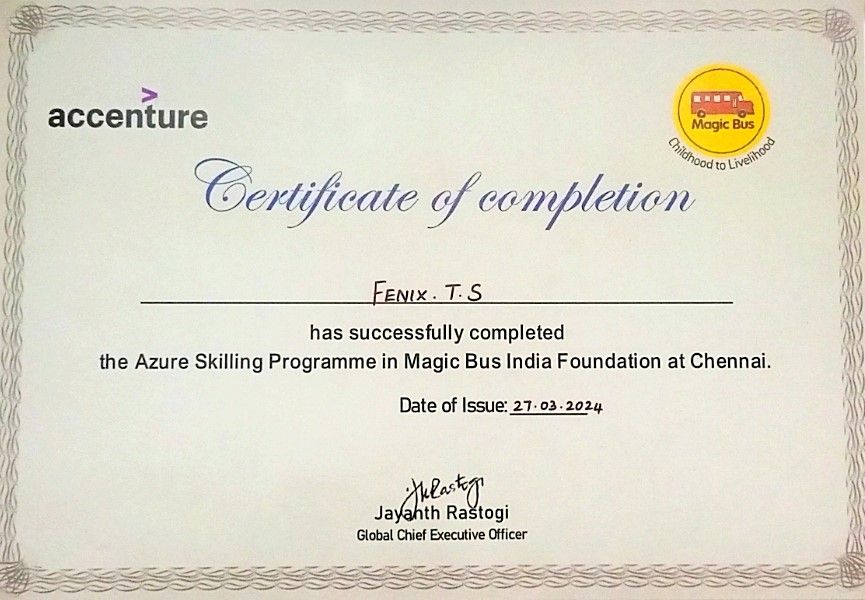 accenture
Magic Bus
Childhood to Livelihood
Certificate of completion
FENIX. T. S
has successfully completed
the Azure Skilling Programme in Magic Bus India Foundation at Chennai.
Date of Issue: 27.03.2024
JhRastogi
Jayanth Rastogi
Global Chief Executive Officer